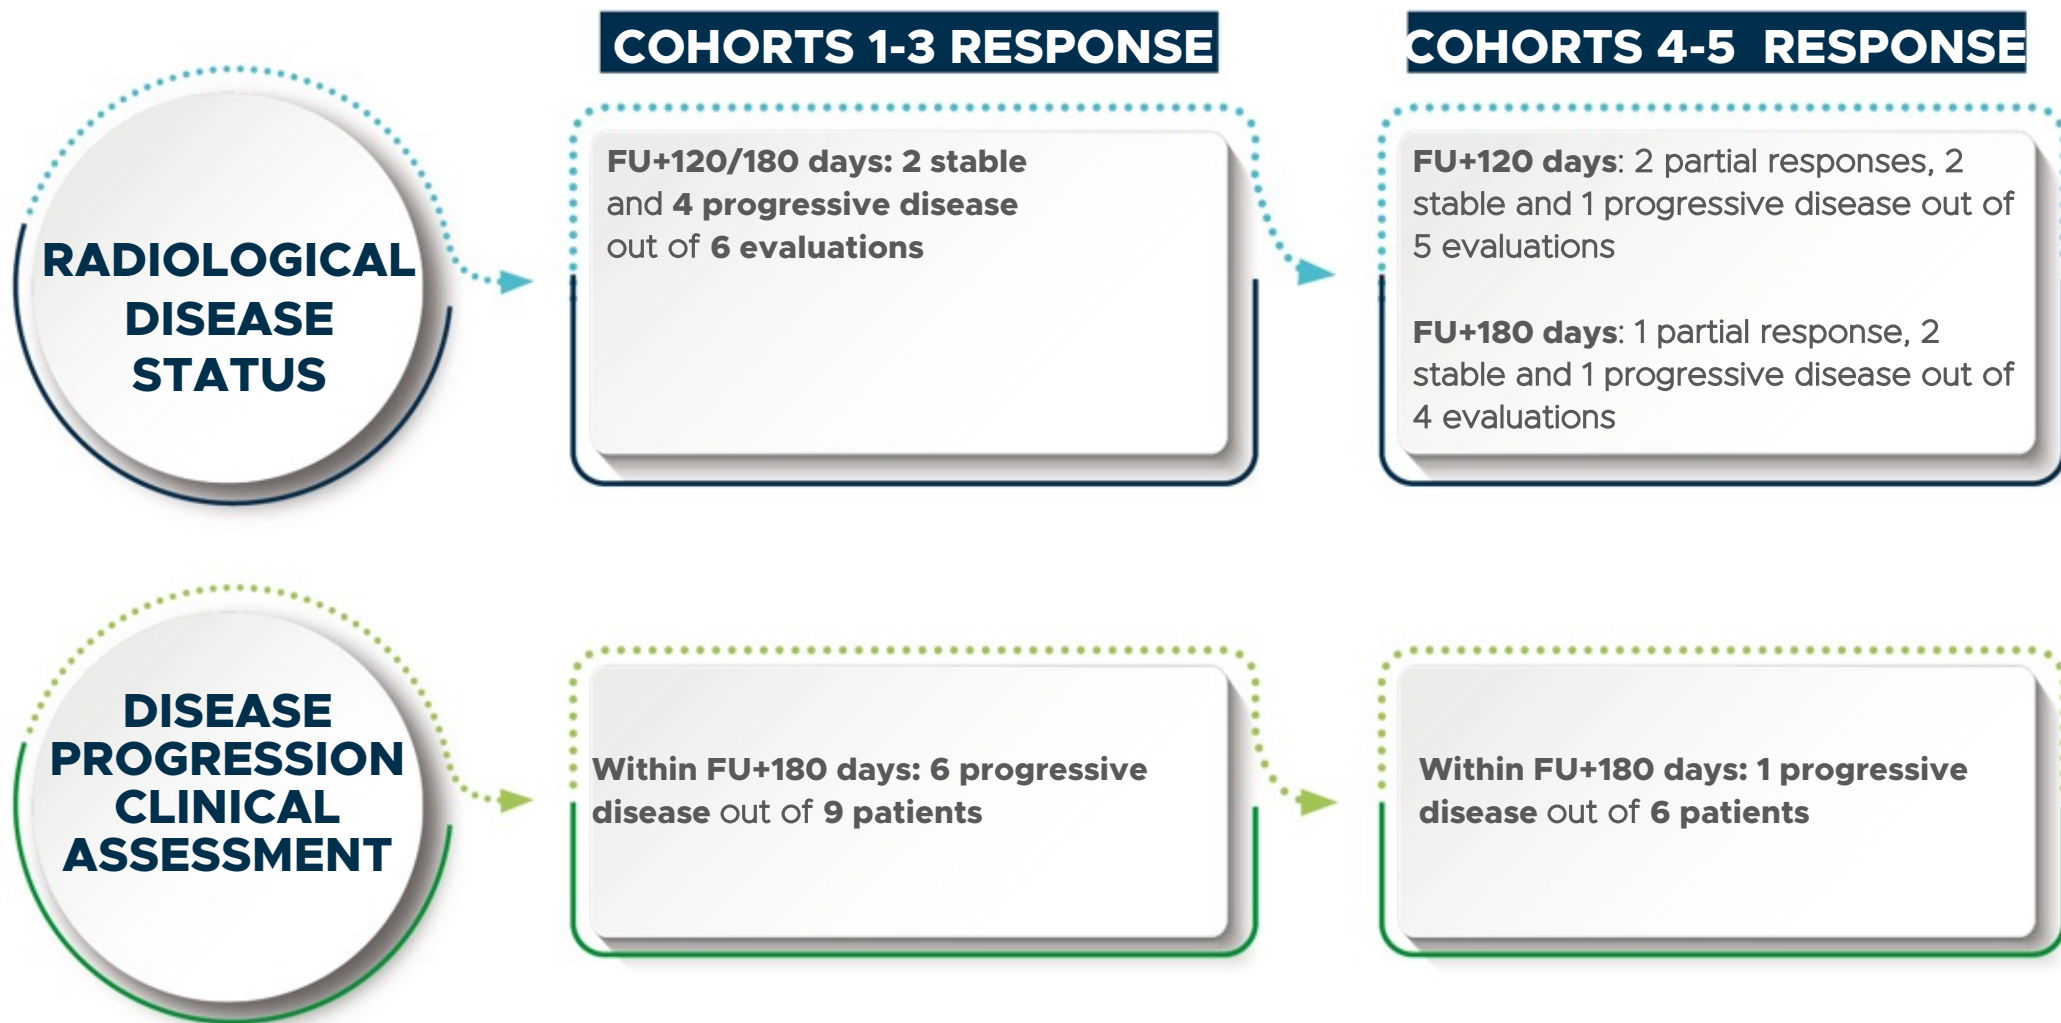 COHORTS 1-3 RESPONSE
COHORTS 4-5 RESPONSE
RADIOLOGICAL
DISEASE
STATUS
FU+120/180 days: 2 stable
and 4 progressive disease
out of 6 evaluations
FU+120 days: 2 partial responses, 2
stable and 1 progressive disease out of
5 evaluations
FU+180 days: 1 partial response, 2
stable and 1 progressive disease out of
4 evaluations
DISEASE
PROGRESSION
CLINICAL
ASSESSMENT
Within FU+180 days: 6 progressive
disease out of 9 patients
Within FU+180 days: 1 progressive
disease out of 6 patients